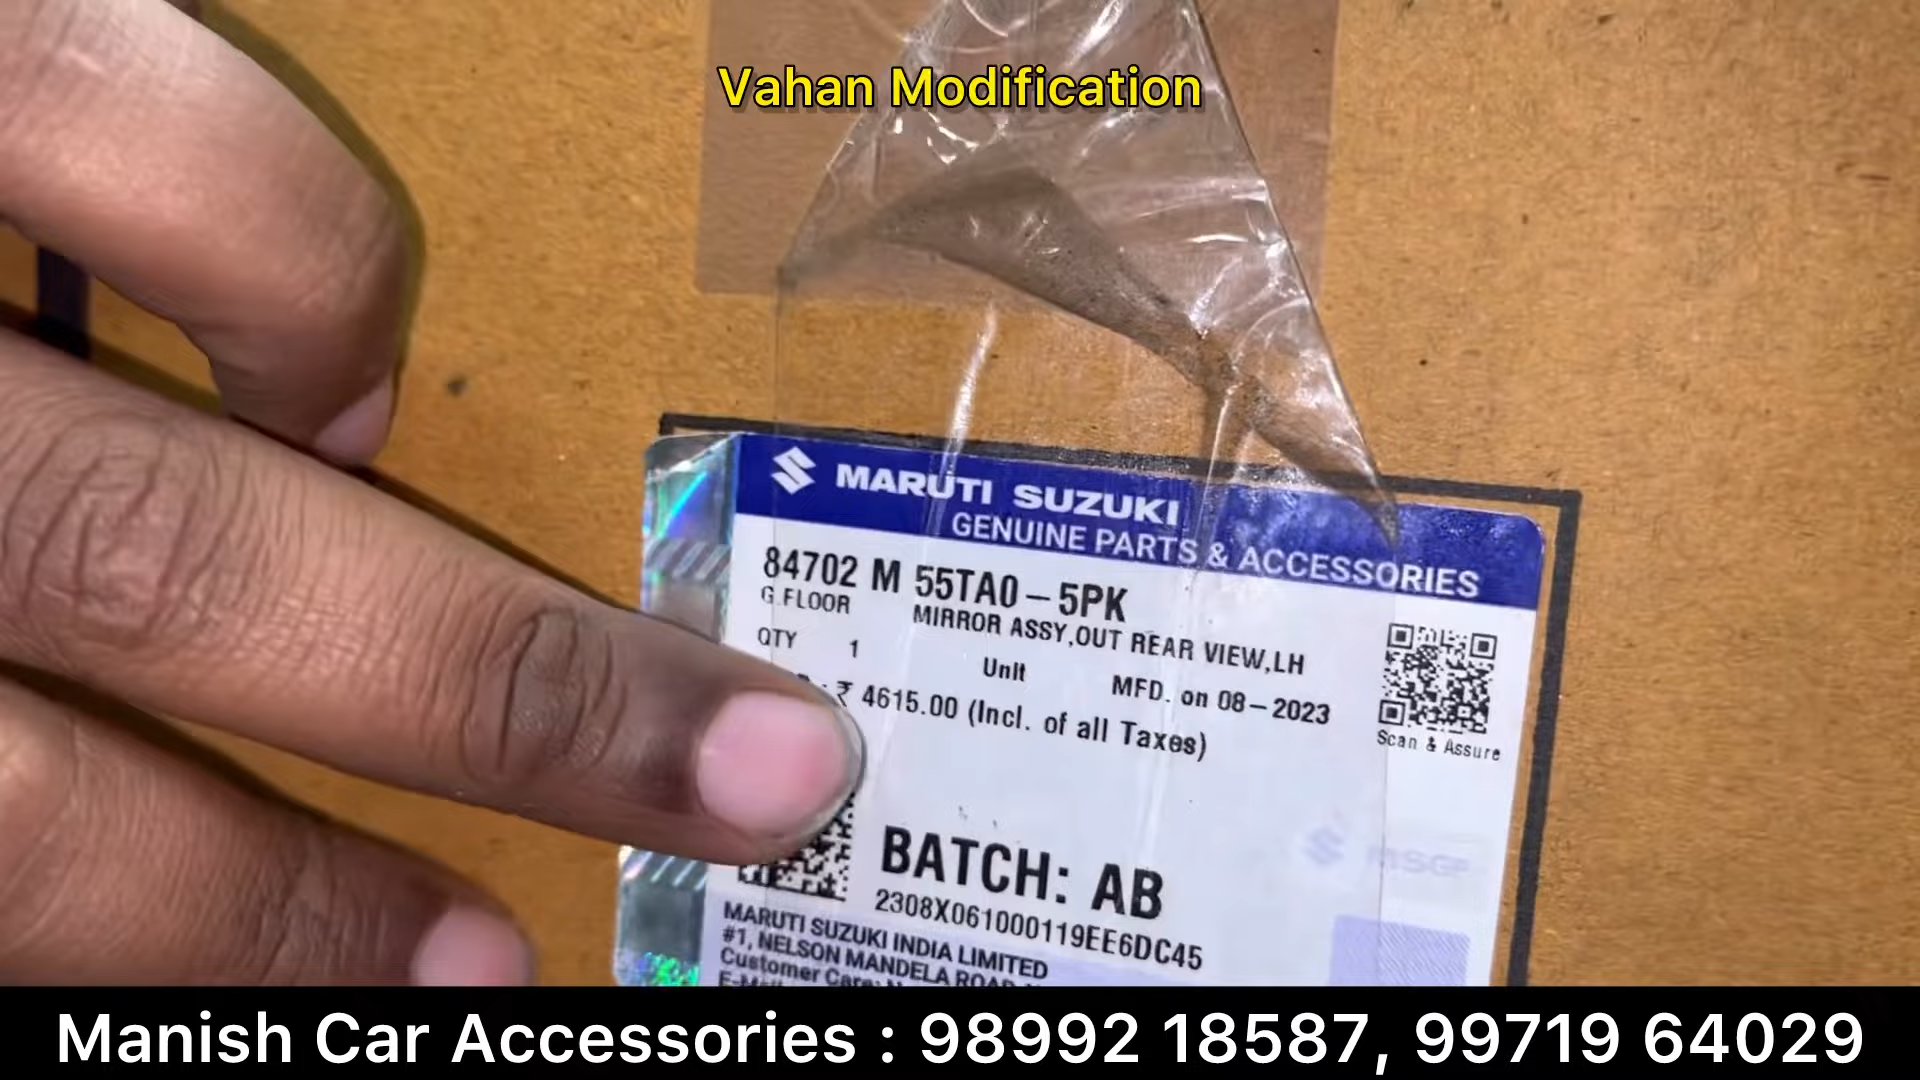 Vahan Modification
MARUTI SUZUKI
GENUINE PARTS & ACCESSORIES
84702 M 55TA0-5PK
G.FLOOR MIRROR ASSY,OUT REAR VIEW,LH
QTY 1 Unit MFD. on 08-2023
₹ 4615.00 (Incl. of all Taxes)
Scan & Assure
MSGP
BATCH: AB
2308X061000119EE6DC45
MARUTI SUZUKI INDIA LIMITED
#1, NELSON MANDELA ROAD
Customer Care:
E-Mail
Manish Car Accessories : 98992 18587, 99719 64029